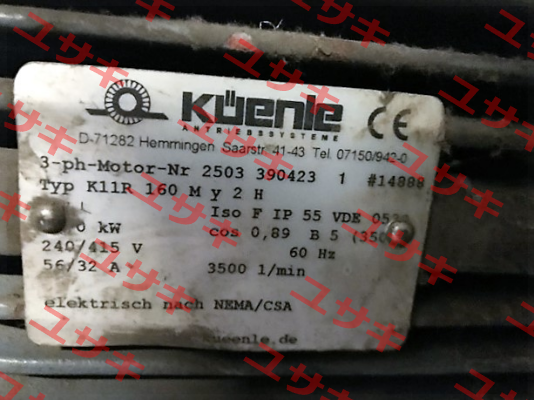 KÜenle
ANTRIEBSSYSTEME
CE
D-71282 Hemmingen Saarstr. 41-43 Tel. 07150/942-0
3-ph-Motor-Nr 2503 390423 1 #14888
Typ K11R 160 M y 2 H
Iso F IP 55 VDE
kW cos 0,89 B 5
240/415 V 60 Hz
56/32 A 3500 1/min
elektrisch nach NEMA/CSA
kueenle.de
ユサキ